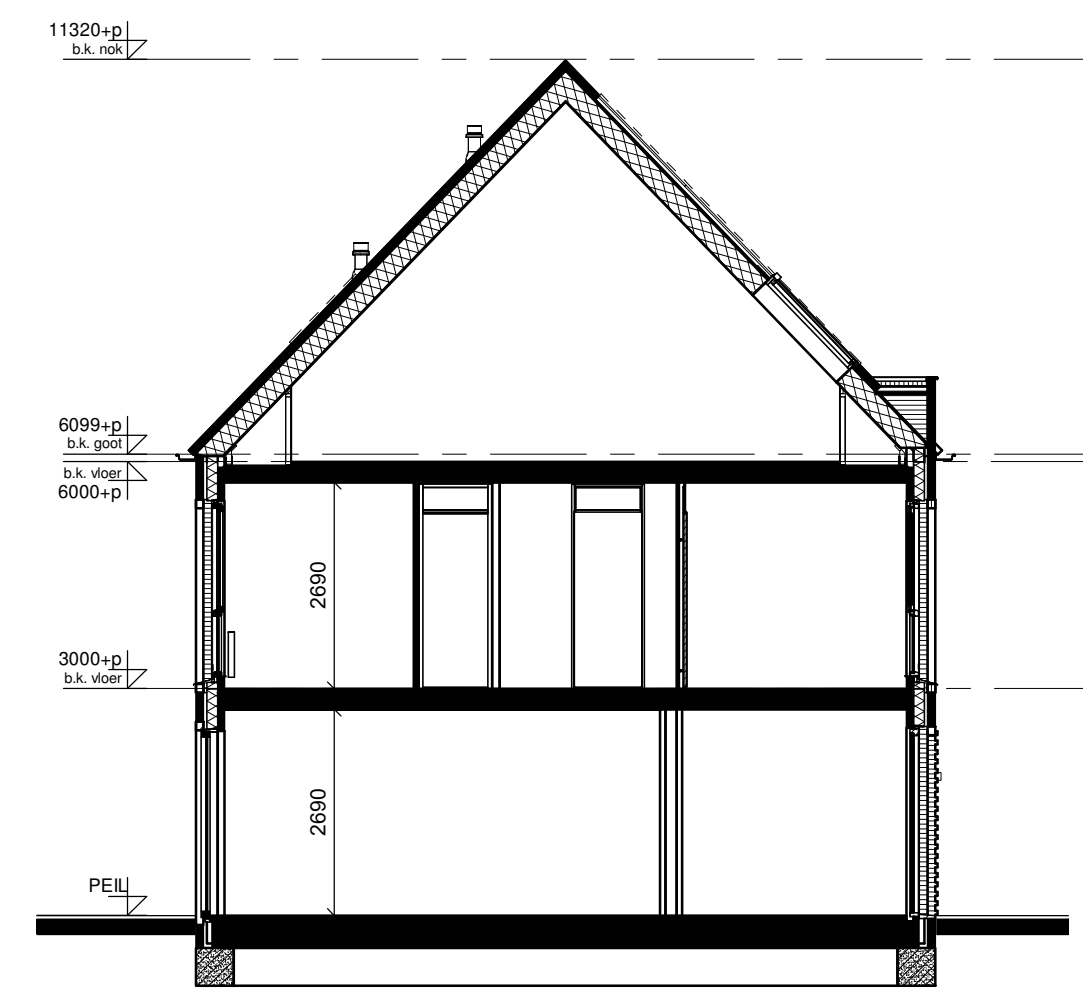 11320+p
b.k. nok
6099+p
b.k. goot
b.k. vloer
6000+p
2690
3000+p
b.k. vloer
2690
PEIL